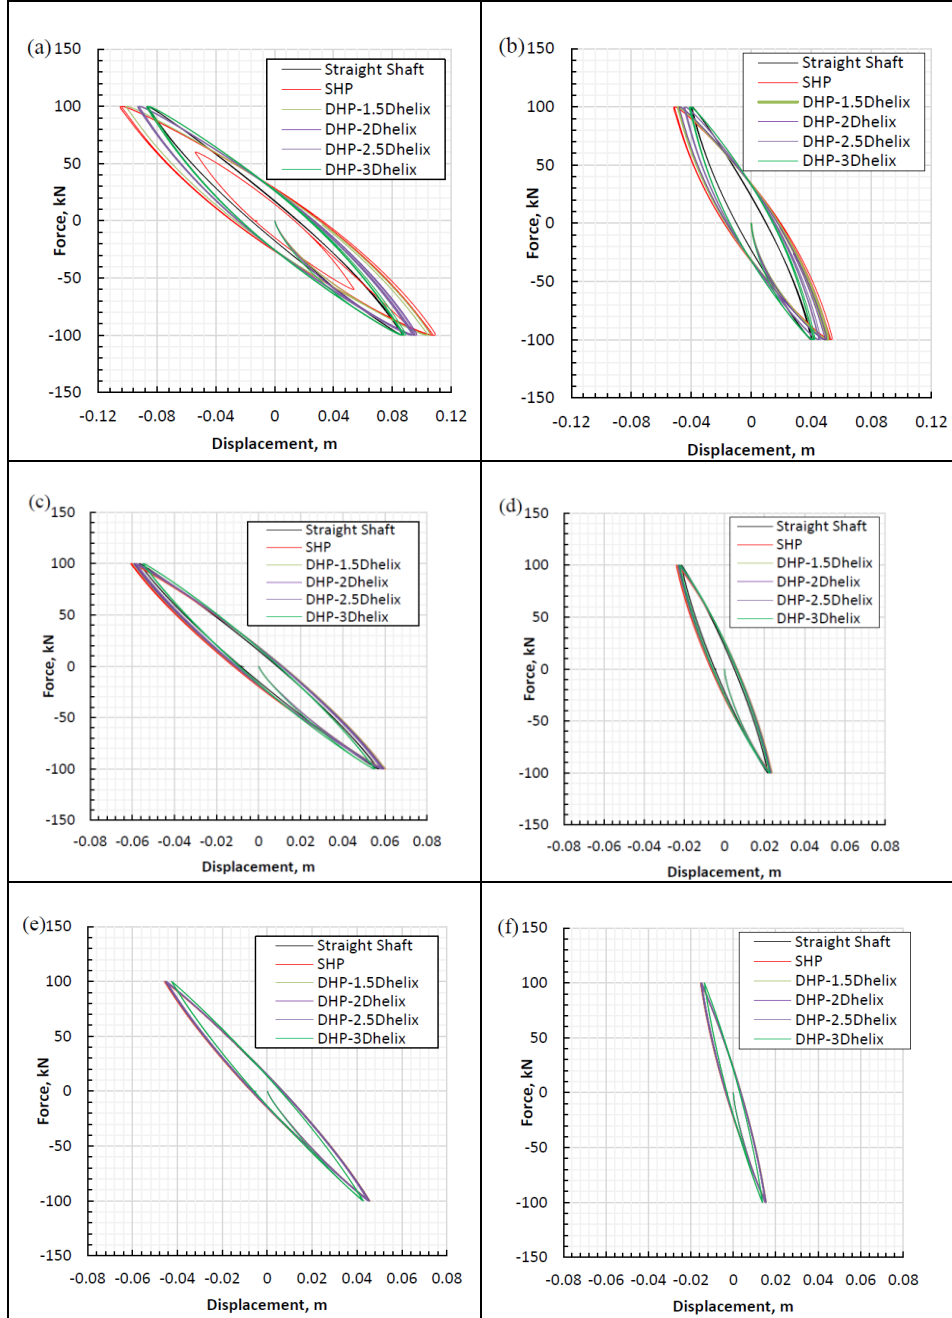 (a)
150
100
50
0
-50
-100
-150
Force, kN
Straight Shaft
SHP
DHP-1.5Dhelix
DHP-2Dhelix
DHP-2.5Dhelix
DHP-3Dhelix
-0.12 -0.08 -0.04 0 0.04 0.08 0.12
Displacement, m
(b)
150
100
50
0
-50
-100
-150
Force, kN
Straight Shaft
SHP
DHP-1.5Dhelix
DHP-2Dhelix
DHP-2.5Dhelix
DHP-3Dhelix
-0.12 -0.08 -0.04 0 0.04 0.08 0.12
Displacement, m
(c)
150
100
50
0
-50
-100
-150
Force, kN
Straight Shaft
SHP
DHP-1.5Dhelix
DHP-2Dhelix
DHP-2.5Dhelix
DHP-3Dhelix
-0.08 -0.06 -0.04 -0.02 0 0.02 0.04 0.06 0.08
Displacement, m
(d)
150
100
50
0
-50
-100
-150
Force, kN
Straight Shaft
SHP
DHP-1.5Dhelix
DHP-2Dhelix
DHP-2.5Dhelix
DHP-3Dhelix
-0.08 -0.06 -0.04 -0.02 0 0.02 0.04 0.06 0.08
Displacement, m
(e)
150
100
50
0
-50
-100
-150
Force, kN
Straight Shaft
SHP
DHP-1.5Dhelix
DHP-2Dhelix
DHP-2.5Dhelix
DHP-3Dhelix
-0.08 -0.06 -0.04 -0.02 0 0.02 0.04 0.06 0.08
Displacement, m
(f)
150
100
50
0
-50
-100
-150
Force, kN
Straight Shaft
SHP
DHP-1.5Dhelix
DHP-2Dhelix
DHP-2.5Dhelix
DHP-3Dhelix
-0.08 -0.06 -0.04 -0.02 0 0.02 0.04 0.06 0.08
Displacement, m